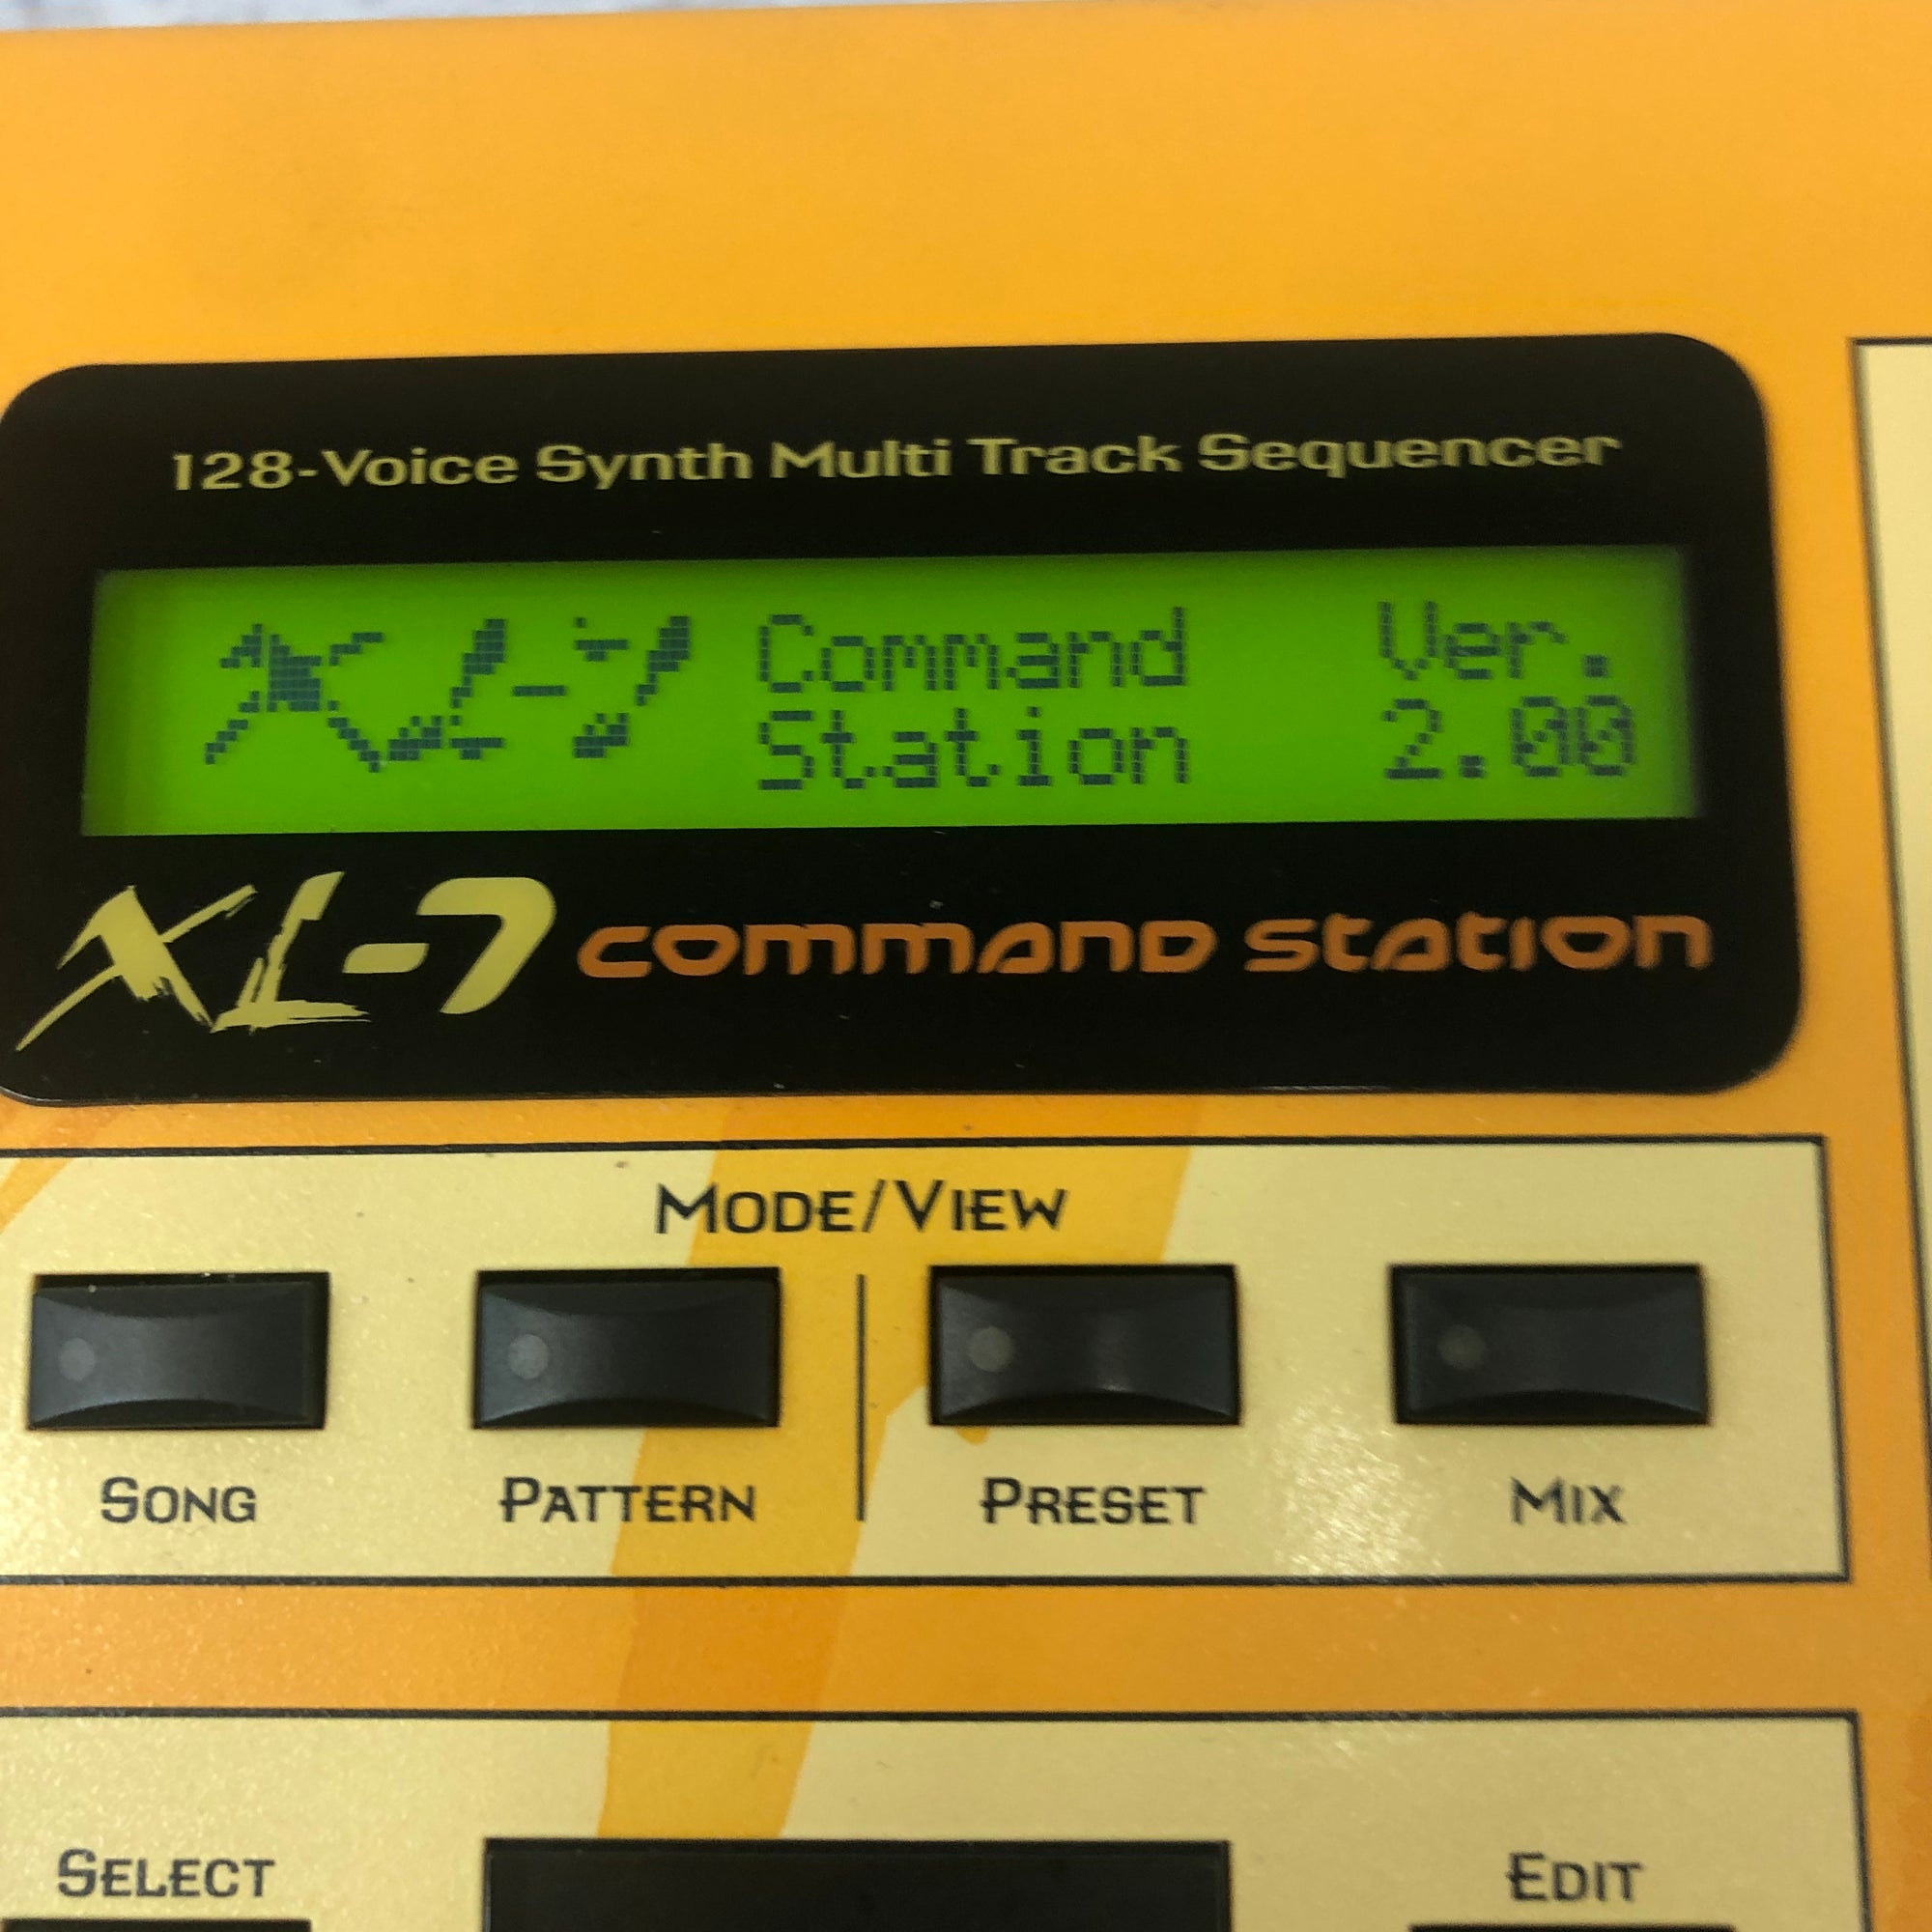 128-Voice Synth Multi Track Sequencer
XL-7 Command Ver.
Station 2.00
XL-7 command station
MODE/VIEW
SONG PATTERN PRESET MIX
SELECT EDIT